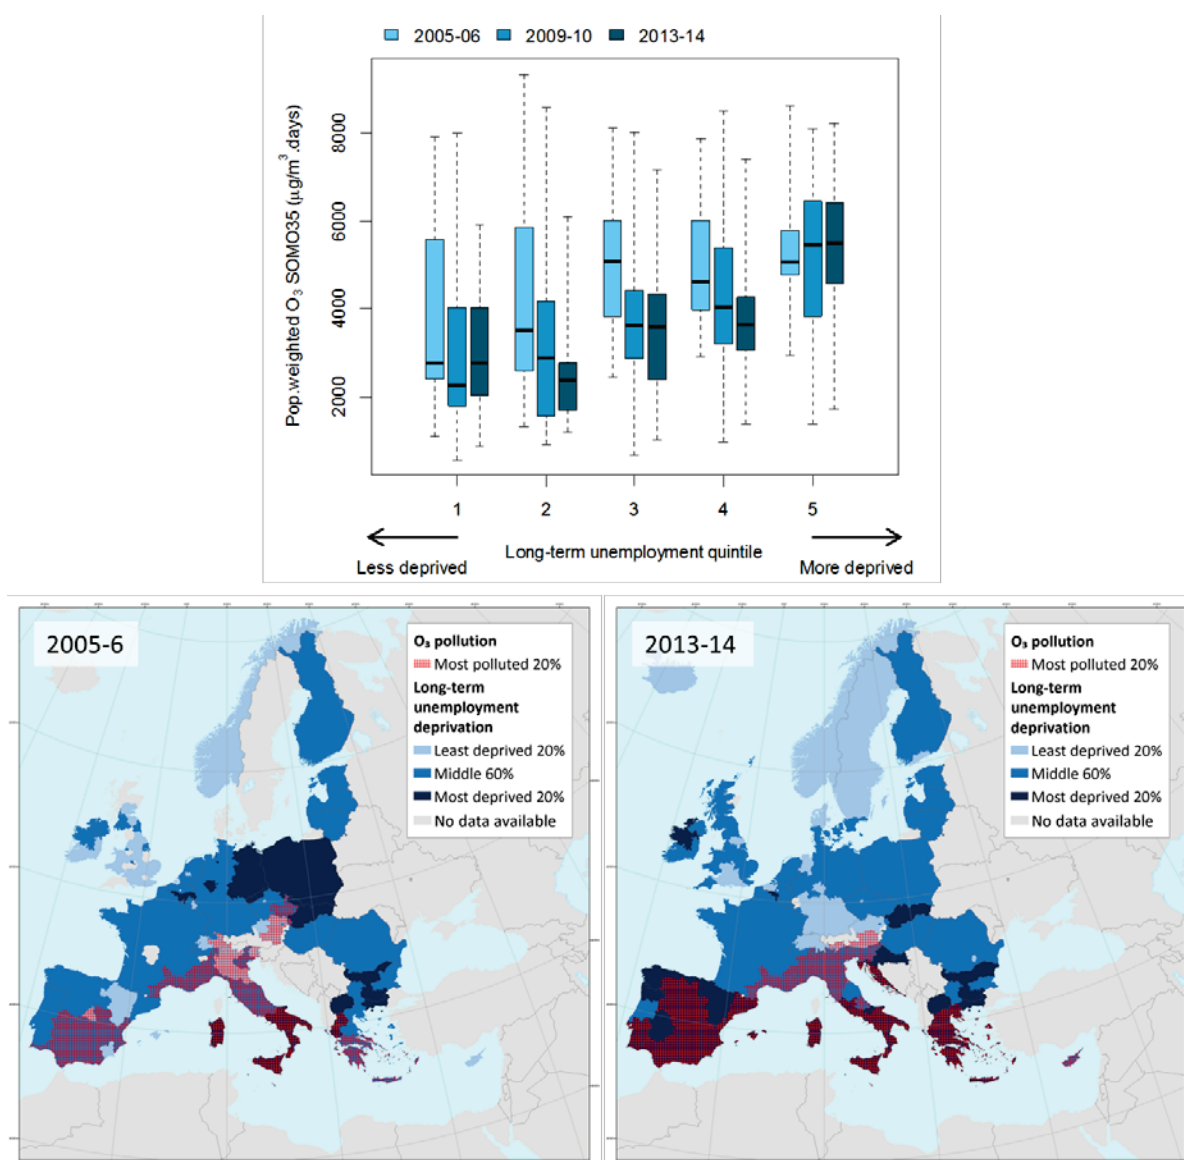 2005-06 2009-10 2013-14
Pop.weighted O₃ SOMO35 (µg/m³.days)
8000
6000
4000
2000
1 2 3 4 5
Long-term unemployment quintile
Less deprived
More deprived
2005-6
O₃ pollution
Most polluted 20%
Long-term
unemployment
deprivation
Least deprived 20%
Middle 60%
Most deprived 20%
No data available
2013-14
O₃ pollution
Most polluted 20%
Long-term
unemployment
deprivation
Least deprived 20%
Middle 60%
Most deprived 20%
No data available